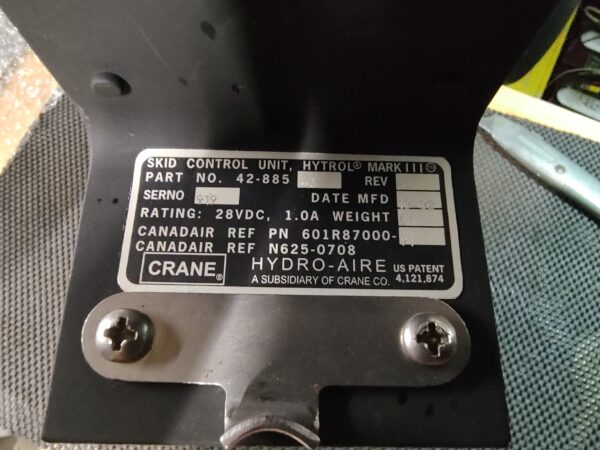 SKID CONTROL UNIT, HYTROL® MARK III
PART NO. 42-885 REV
SERNO 919 DATE MFD
RATING: 28VDC, 1.0A WEIGHT
CANADAIR REF PN 601R87000-
CANADAIR REF N625-0708
CRANE® HYDRO-AIRE US PATENT
A SUBSIDIARY OF CRANE CO. 4,121,874